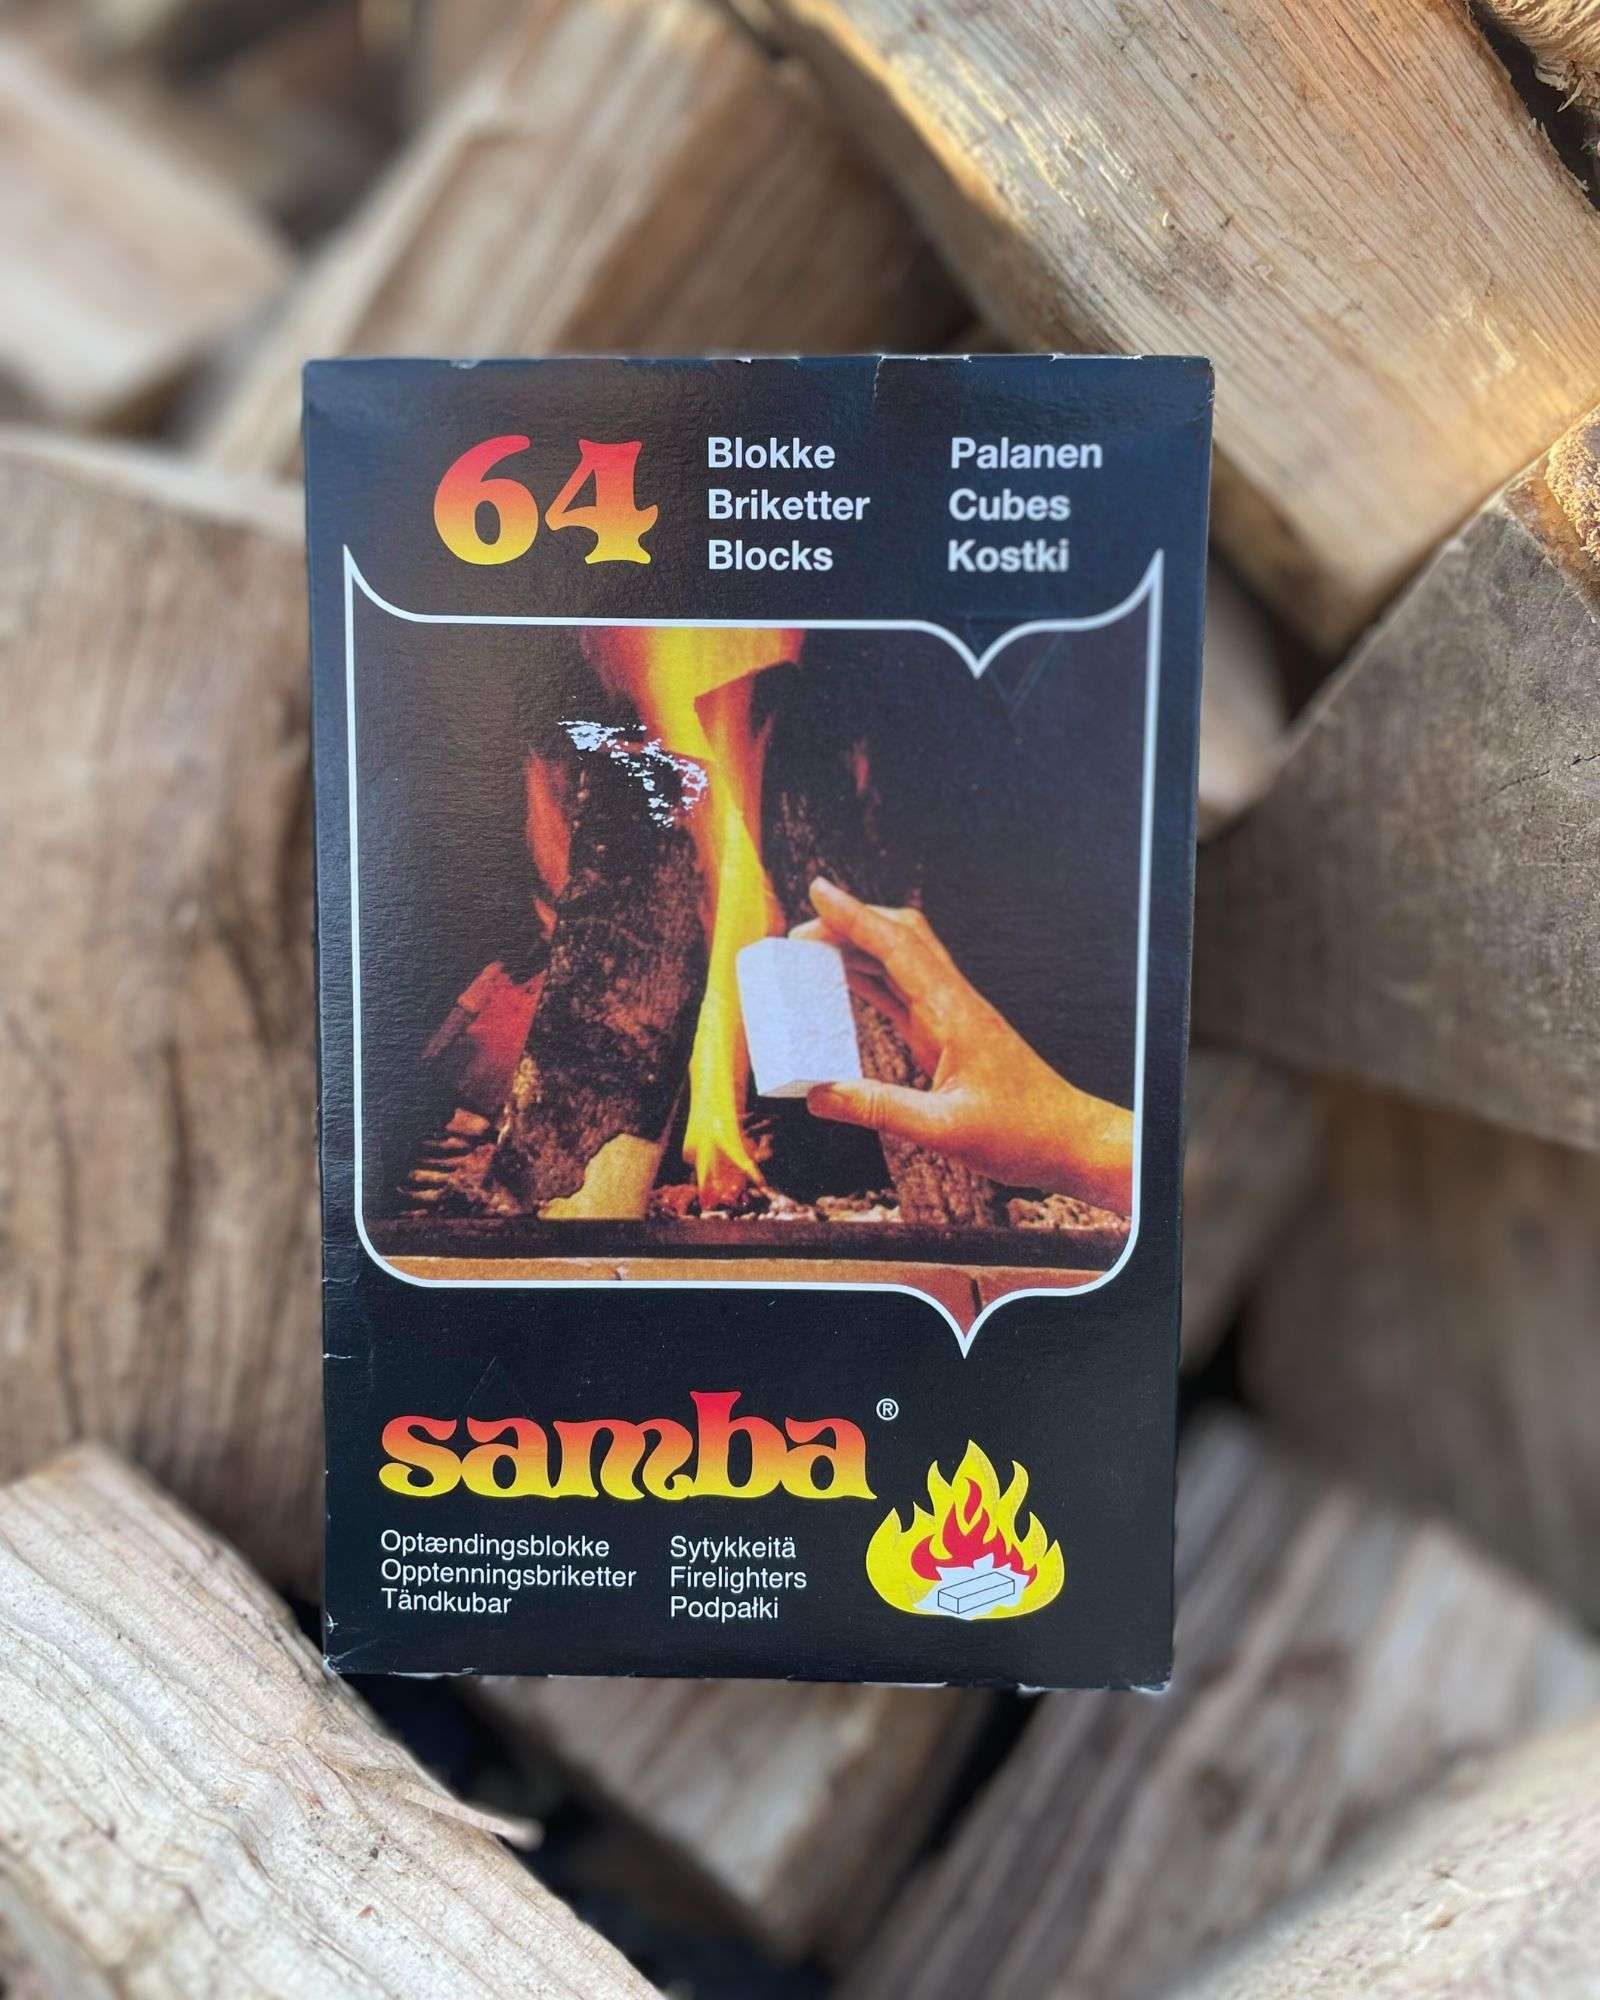 64
Blokke
Briketter
Blocks
Palanen
Cubes
Kostki
samba®
Optændingsblokke
Opptenningsbriketter
Tändkubar
Sytykkeitä
Firelighters
Podpałki